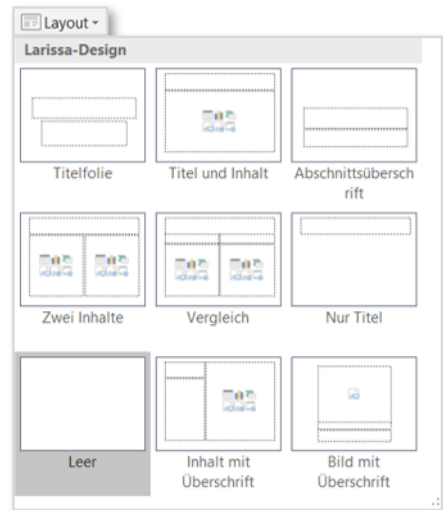 Layout
Larissa-Design
Titelfolie
Titel und Inhalt
Abschnittsübersch
rift
Zwei Inhalte
Vergleich
Nur Titel
Leer
Inhalt mit
Überschrift
Bild mit
Überschrift